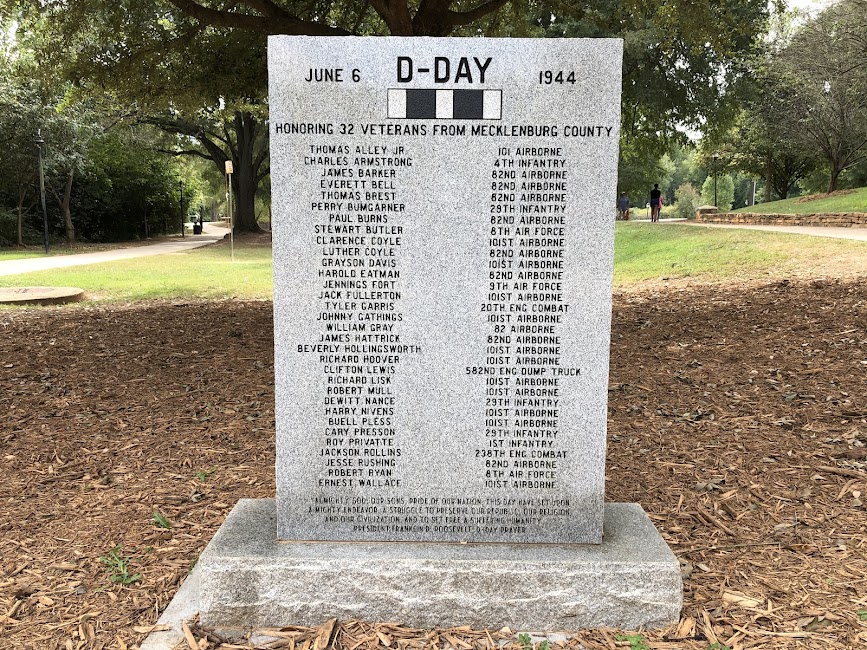 JUNE 6 D-DAY 1944
HONORING 32 VETERANS FROM MECKLENBURG COUNTY
THOMAS ALLEY JR 101 AIRBORNE
CHARLES ARMSTRONG 4TH INFANTRY
JAMES BARKER 82ND AIRBORNE
EVERETT BELL 82ND AIRBORNE
THOMAS BREST 82ND AIRBORNE
PERRY BUMGARNER 29TH INFANTRY
PAUL BURNS 82ND AIRBORNE
STEWART BUTLER 8TH AIR FORCE
CLARENCE COYLE 101ST AIRBORNE
LUTHER COYLE 82ND AIRBORNE
GRAYSON DAVIS 101ST AIRBORNE
HAROLD EATMAN 82ND AIRBORNE
JENNINGS FORT 9TH AIR FORCE
JACK FULLERTON 101ST AIRBORNE
TYLER GARRIS 20TH ENG COMBAT
JOHNNY GATHINGS 101ST AIRBORNE
WILLIAM GRAY 82 AIRBORNE
JAMES HATTRICK 82ND AIRBORNE
BEVERLY HOLLINGSWORTH 101ST AIRBORNE
RICHARD HOOVER 101ST AIRBORNE
CLIFTON LEWIS 582ND ENG DUMP TRUCK
RICHARD LISK 101ST AIRBORNE
ROBERT MULL 101ST AIRBORNE
DEWITT NANCE 29TH INFANTRY
HARRY NIVENS 101ST AIRBORNE
BUELL PLESS 101ST AIRBORNE
CARY PRESSON 29TH INFANTRY
ROY PRIVATTE 1ST INFANTRY
JACKSON ROLLINS 238TH ENG COMBAT
JESSE RUSHING 82ND AIRBORNE
ROBERT RYAN 8TH AIR FORCE
ERNEST WALLACE 101ST AIRBORNE
"ALMIGHTY GOD: OUR SONS, PRIDE OF OUR NATION, THIS DAY HAVE SET UPON
A MIGHTY ENDEAVOR, A STRUGGLE TO PRESERVE OUR REPUBLIC, OUR RELIGION,
AND OUR CIVILIZATION, AND TO SET FREE A SUFFERING HUMANITY.
PRESIDENT FRANKLIN D. ROOSEVELT: D-DAY PRAYER